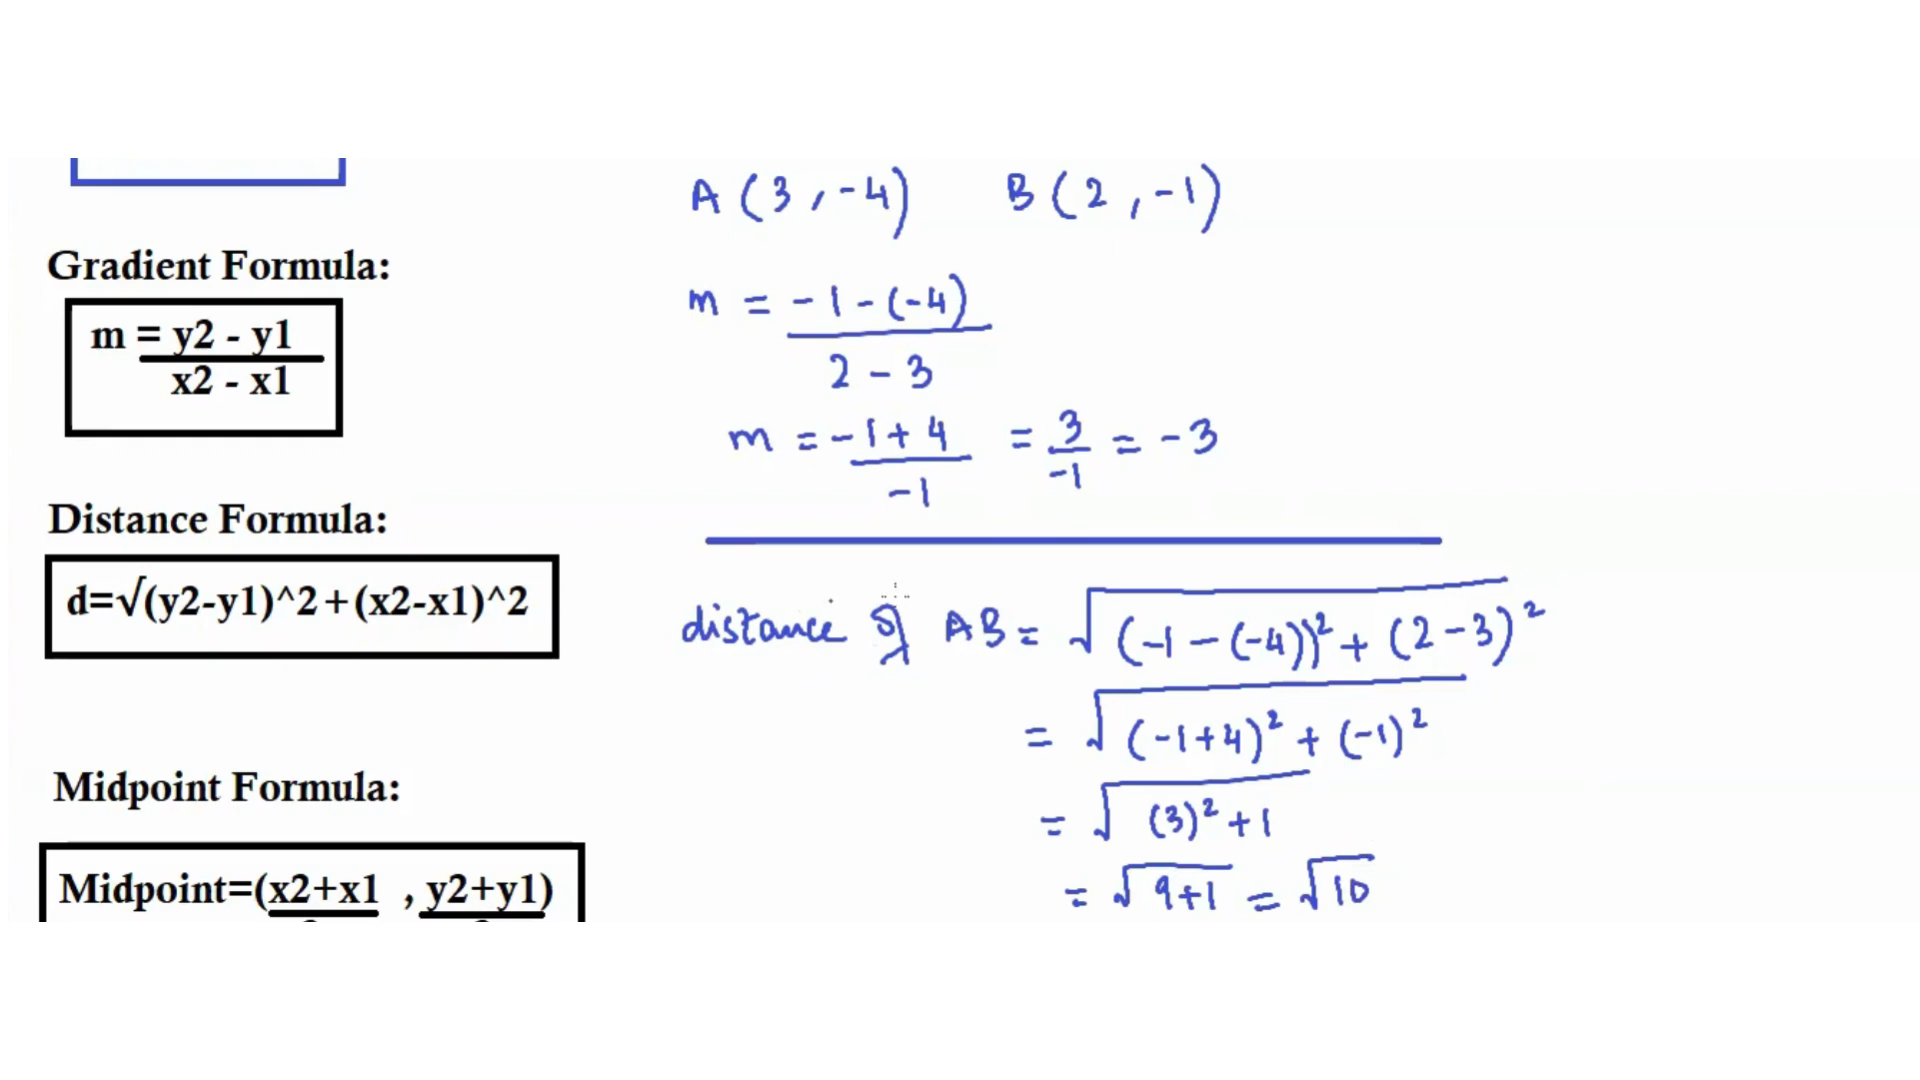 Gradient Formula:
m = y2 - y1
x2 - x1
Distance Formula:
d=√(y2-y1)^2+(x2-x1)^2
Midpoint Formula:
Midpoint=(x2+x1 , y2+y1)
A (3, -4) B (2, -1)
m = -1-(-4)
2 - 3
m = -1+4 = 3 = -3
-1 -1
distance of AB = √(-1-(-4))² + (2-3)²
= √(-1+4)² + (-1)²
= √(3)² + 1
= √9+1 = √10